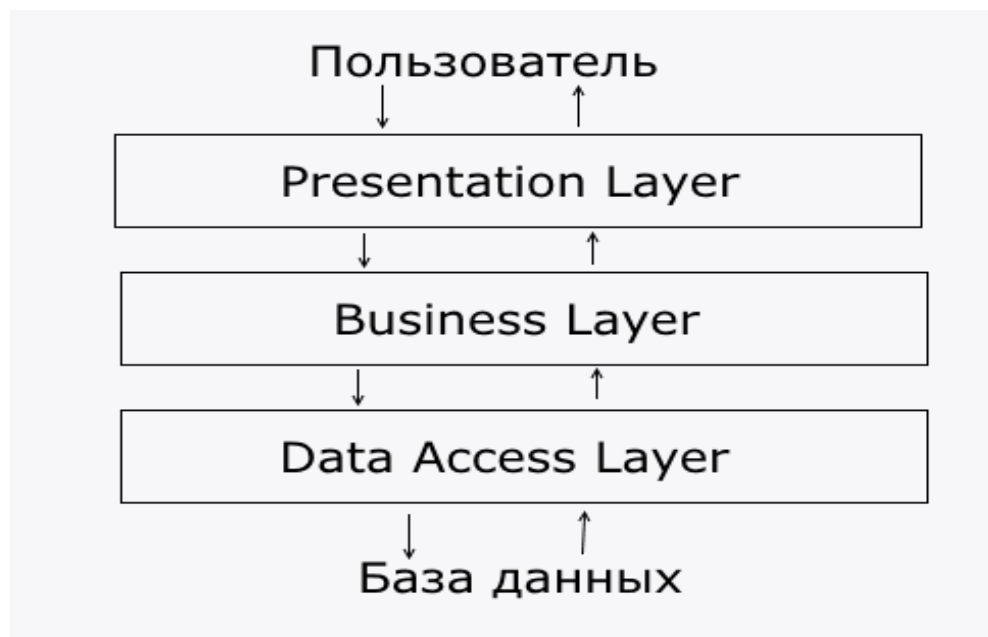 Пользователь
Presentation Layer
Business Layer
Data Access Layer
База данных